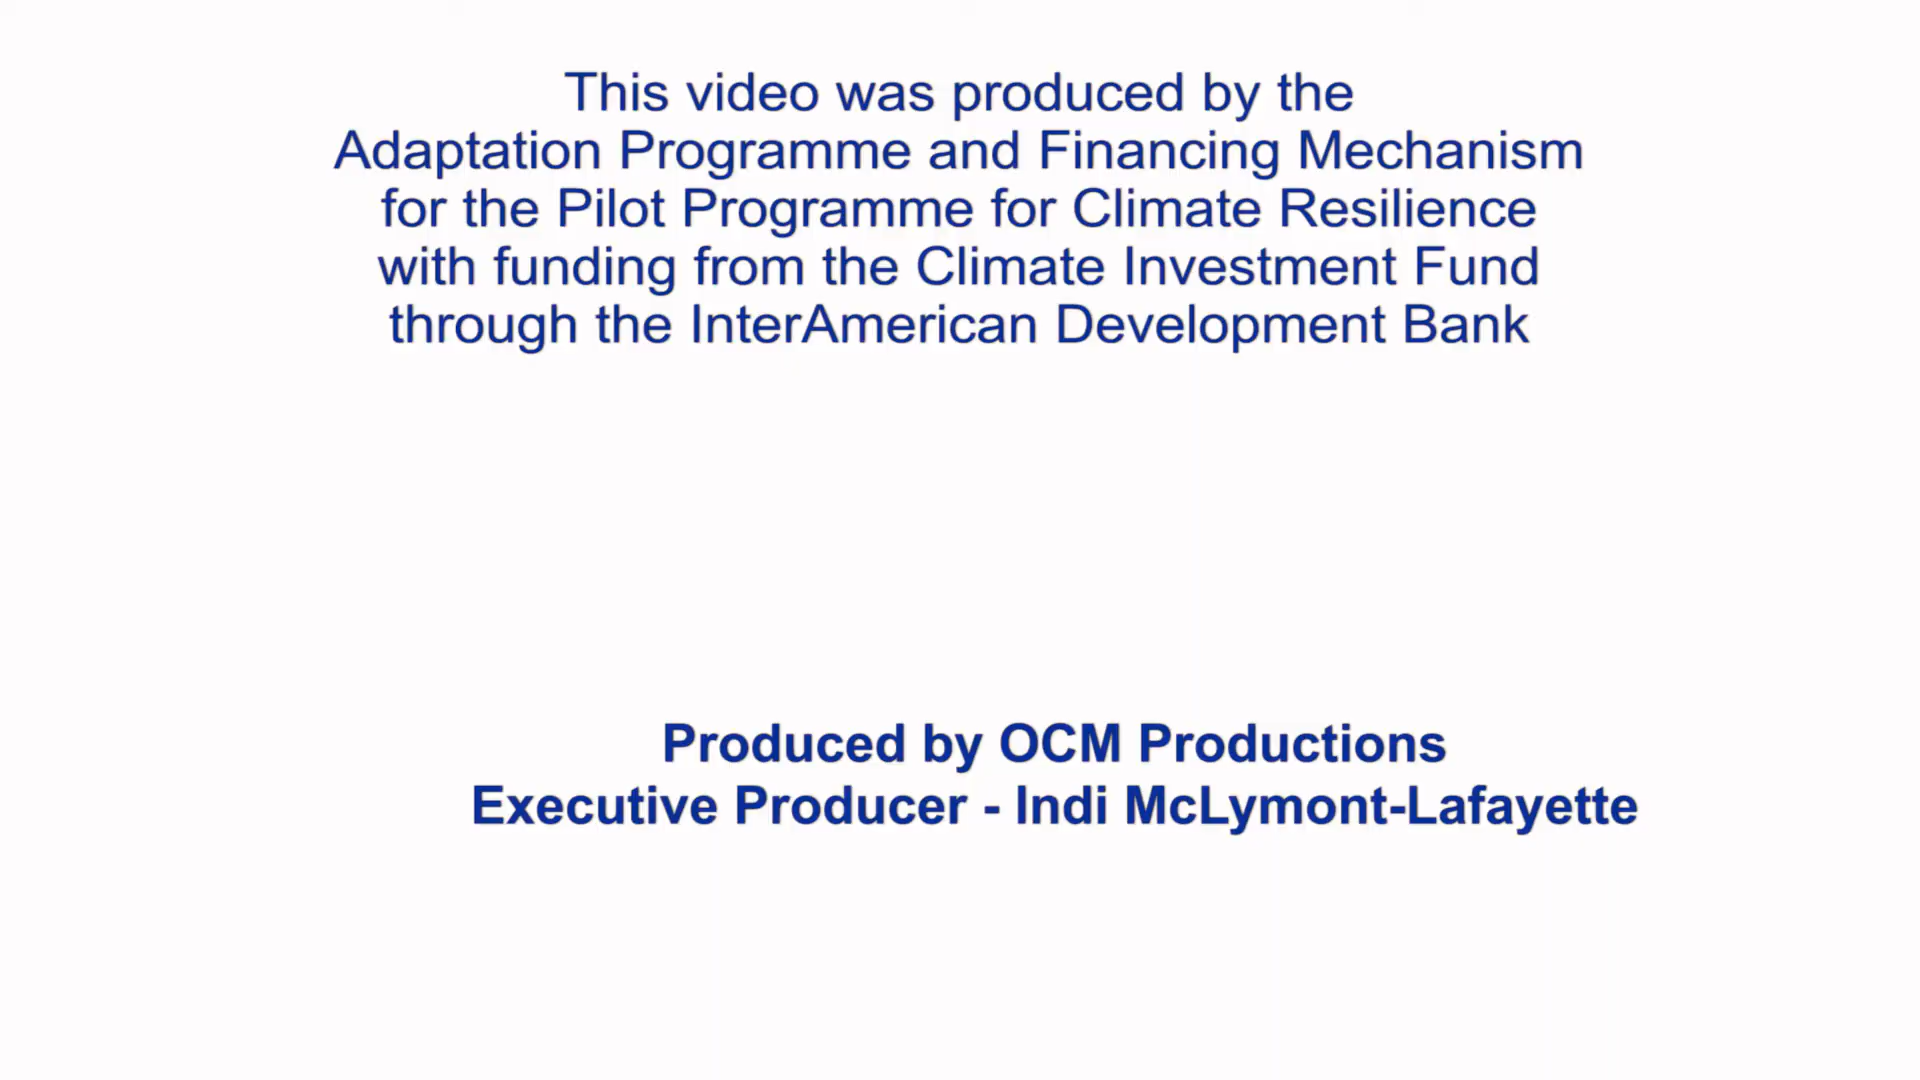 This video was produced by the
Adaptation Programme and Financing Mechanism
for the Pilot Programme for Climate Resilience
with funding from the Climate Investment Fund
through the InterAmerican Development Bank
Produced by OCM Productions
Executive Producer - Indi McLymont-Lafayette